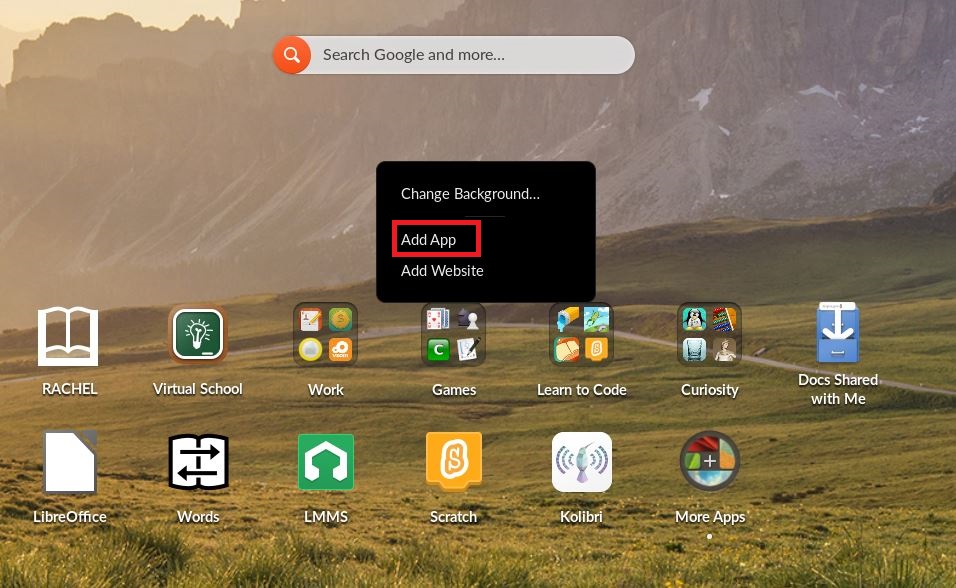 Search Google and more...
Change Background...
Add App
Add Website
RACHEL
Virtual School
Work
Games
Learn to Code
Curiosity
Docs Shared
with Me
LibreOffice
Words
LMMS
Scratch
Kolibri
More Apps